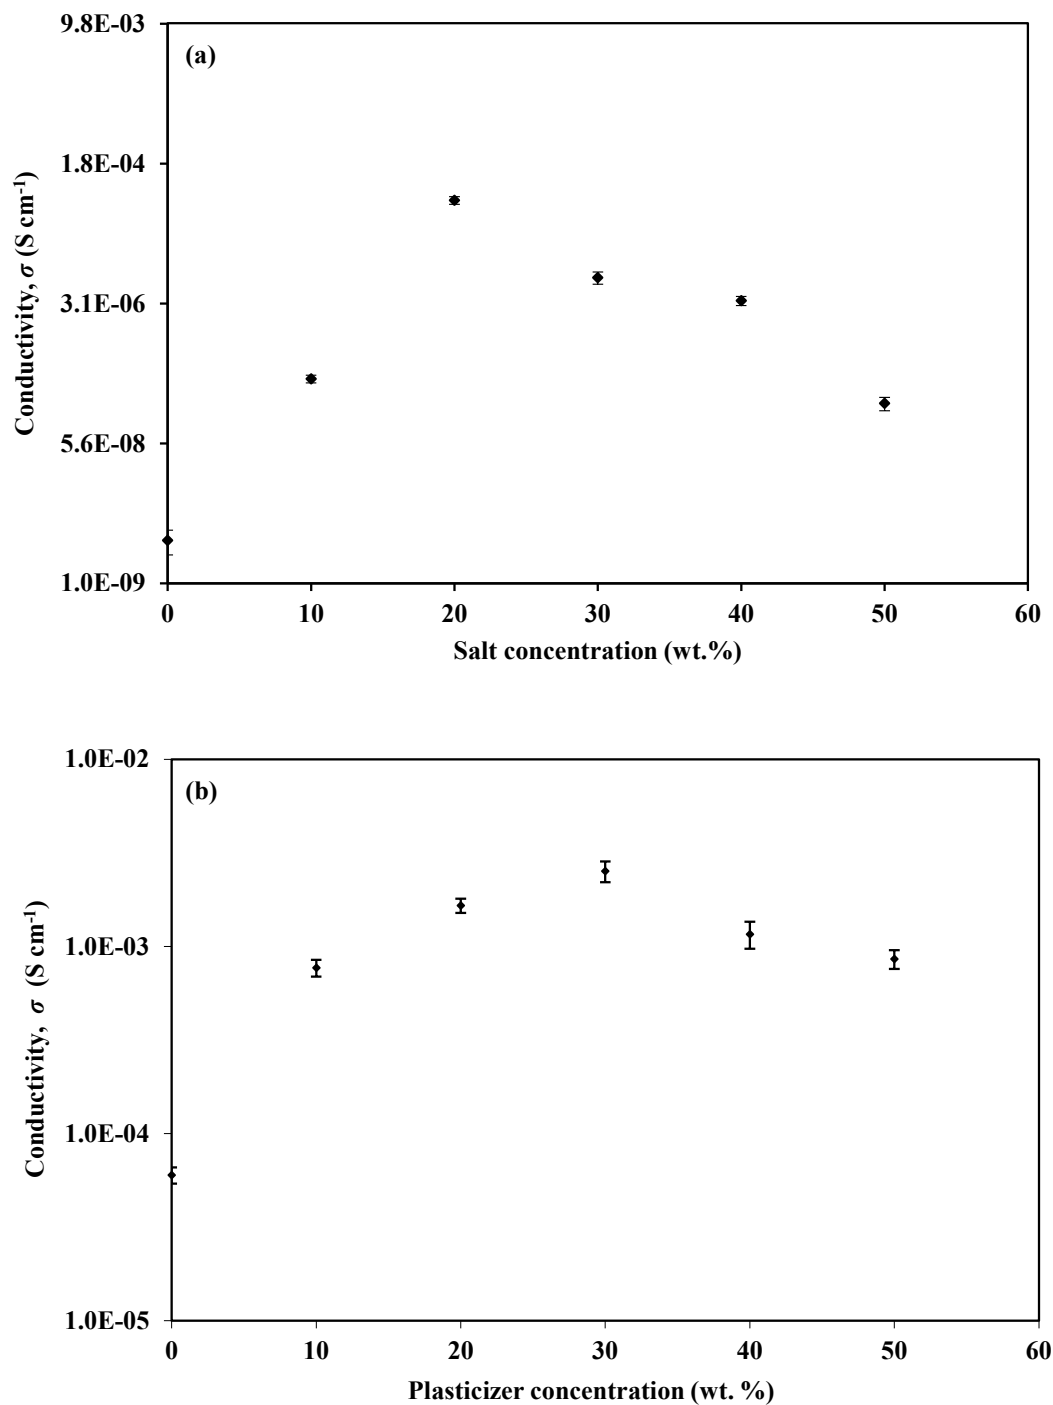 9.8E-03
(a)
1.8E-04
3.1E-06
5.6E-08
1.0E-09
Conductivity, σ (S cm-1)
0 10 20 30 40 50 60
Salt concentration (wt.%)
1.0E-02
(b)
1.0E-03
1.0E-04
1.0E-05
Conductivity, σ (S cm-1)
0 10 20 30 40 50 60
Plasticizer concentration (wt. %)